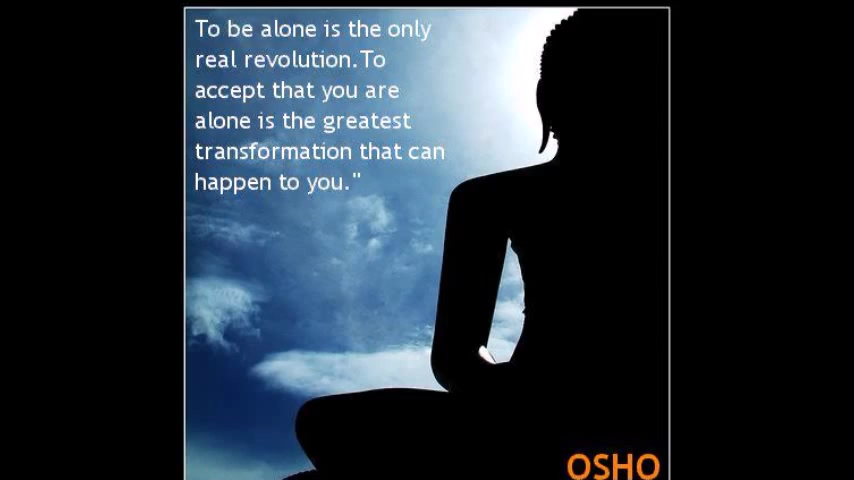 To be alone is the only
real revolution.To
accept that you are
alone is the greatest
transformation that can
happen to you."
OSHO